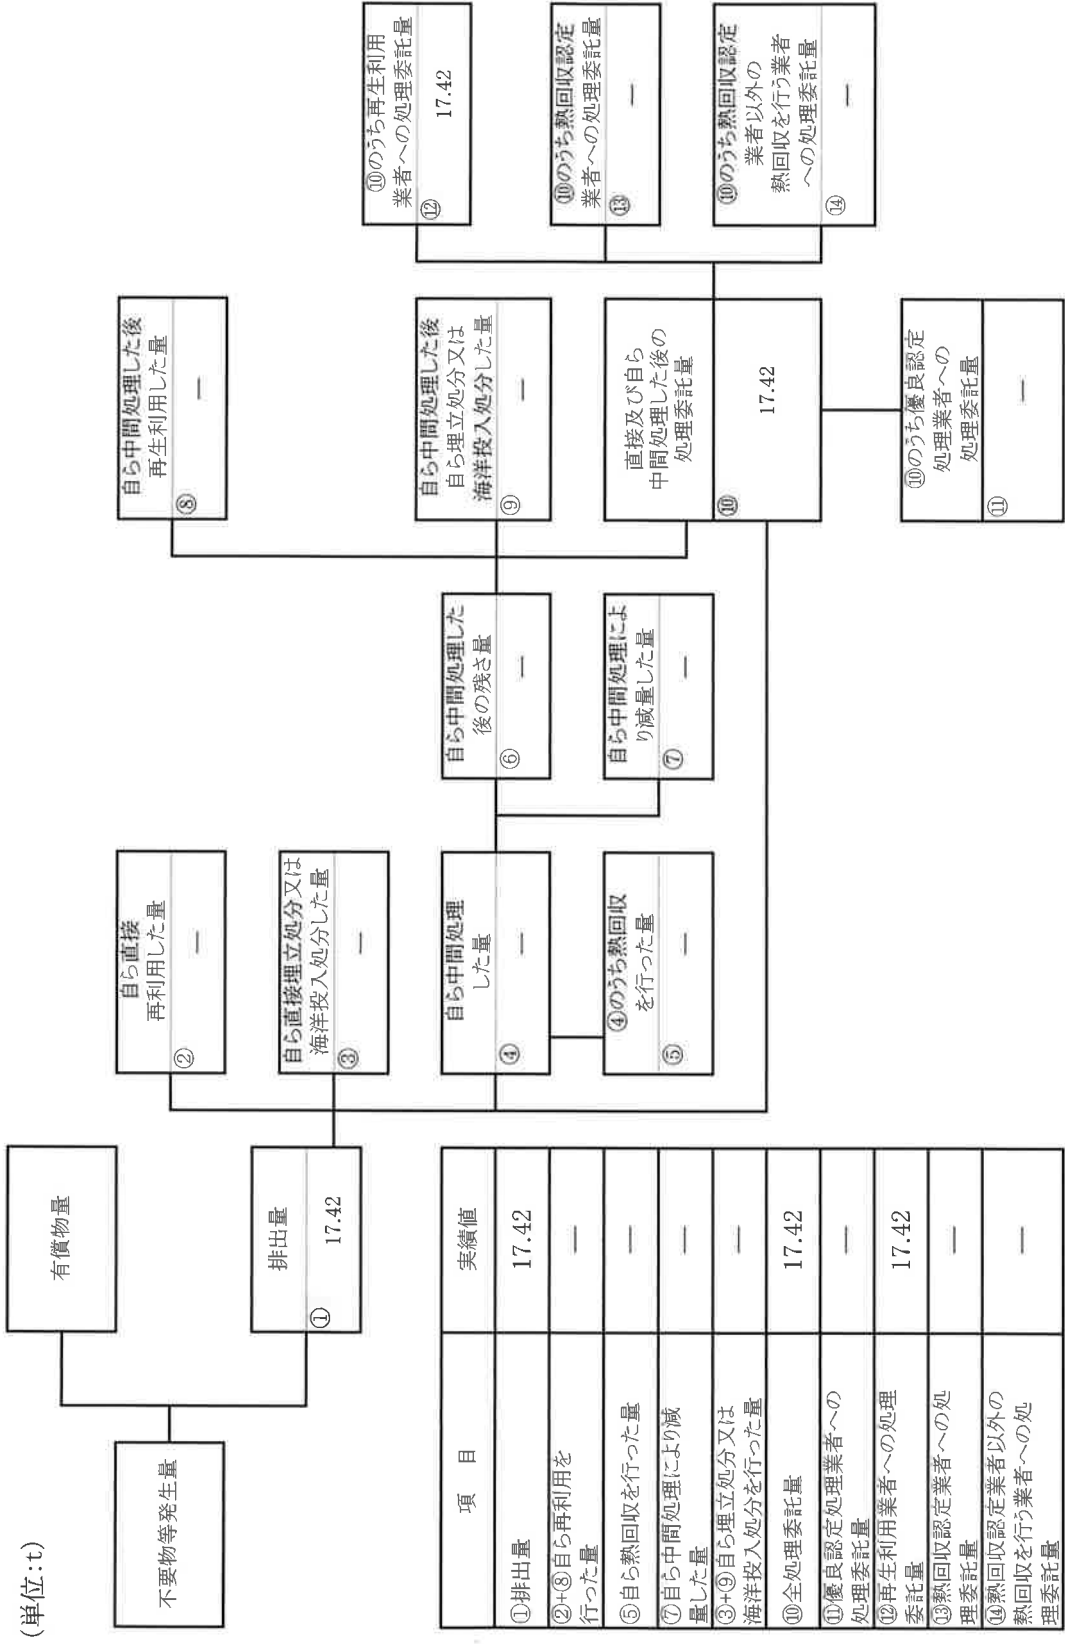 (単位:t)
不要物等発生量
有償物量
排出量
①
17.42
自ら直接
再利用した量
②
—
自ら直接埋立処分又は
海洋投入処分した量
③
—
自ら中間処理
した量
④
—
④のうち熱回収
を行った量
⑤
—
自ら中間処理した
後の残さ量
⑥
—
自ら中間処理によ
り減量した量
⑦
—
自ら中間処理した後
再生利用した量
⑧
—
自ら中間処理した後
自ら埋立処分又は
海洋投入処分した量
⑨
—
直接及び自ら
中間処理した後の
処理委託量
⑩
17.42
⑩のうち優良認定
処理業者への
処理委託量
⑪
—
⑩のうち再生利用
業者への処理委託量
⑫
17.42
⑩のうち熱回収認定
業者への処理委託量
⑬
—
⑩のうち熱回収認定
業者以外の
熱回収を行う業者
への処理委託量
⑭
—
項 目 実績値
①排出量 17.42
②+⑧自ら再利用を
行った量 —
⑤自ら熱回収を行った量 —
⑦自ら中間処理により減
量した量 —
③+⑨自ら埋立処分又は
海洋投入処分を行った量 —
⑩全処理委託量 17.42
⑪優良認定処理業者への
処理委託量 —
⑫再生利用業者への処理
委託量 17.42
⑬熱回収認定業者への処
理委託量 —
⑭熱回収認定業者以外の
熱回収を行う業者への処
理委託量 —